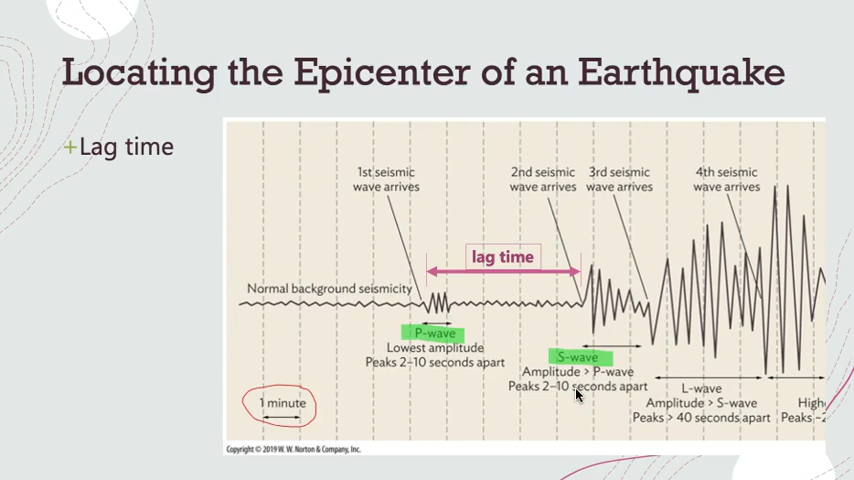 Locating the Epicenter of an Earthquake
+Lag time
1st seismic
wave arrives
2nd seismic
wave arrives
3rd seismic
wave arrives
4th seismic
wave arrives
lag time
Normal background seismicity
P-wave
Lowest amplitude
Peaks 2–10 seconds apart
S-wave
Amplitude > P-wave
Peaks 2–10 seconds apart
L-wave
Amplitude > S-wave
Peaks > 40 seconds apart
High
Peaks ~2
1 minute
Copyright © 2019 W. W. Norton & Company, Inc.